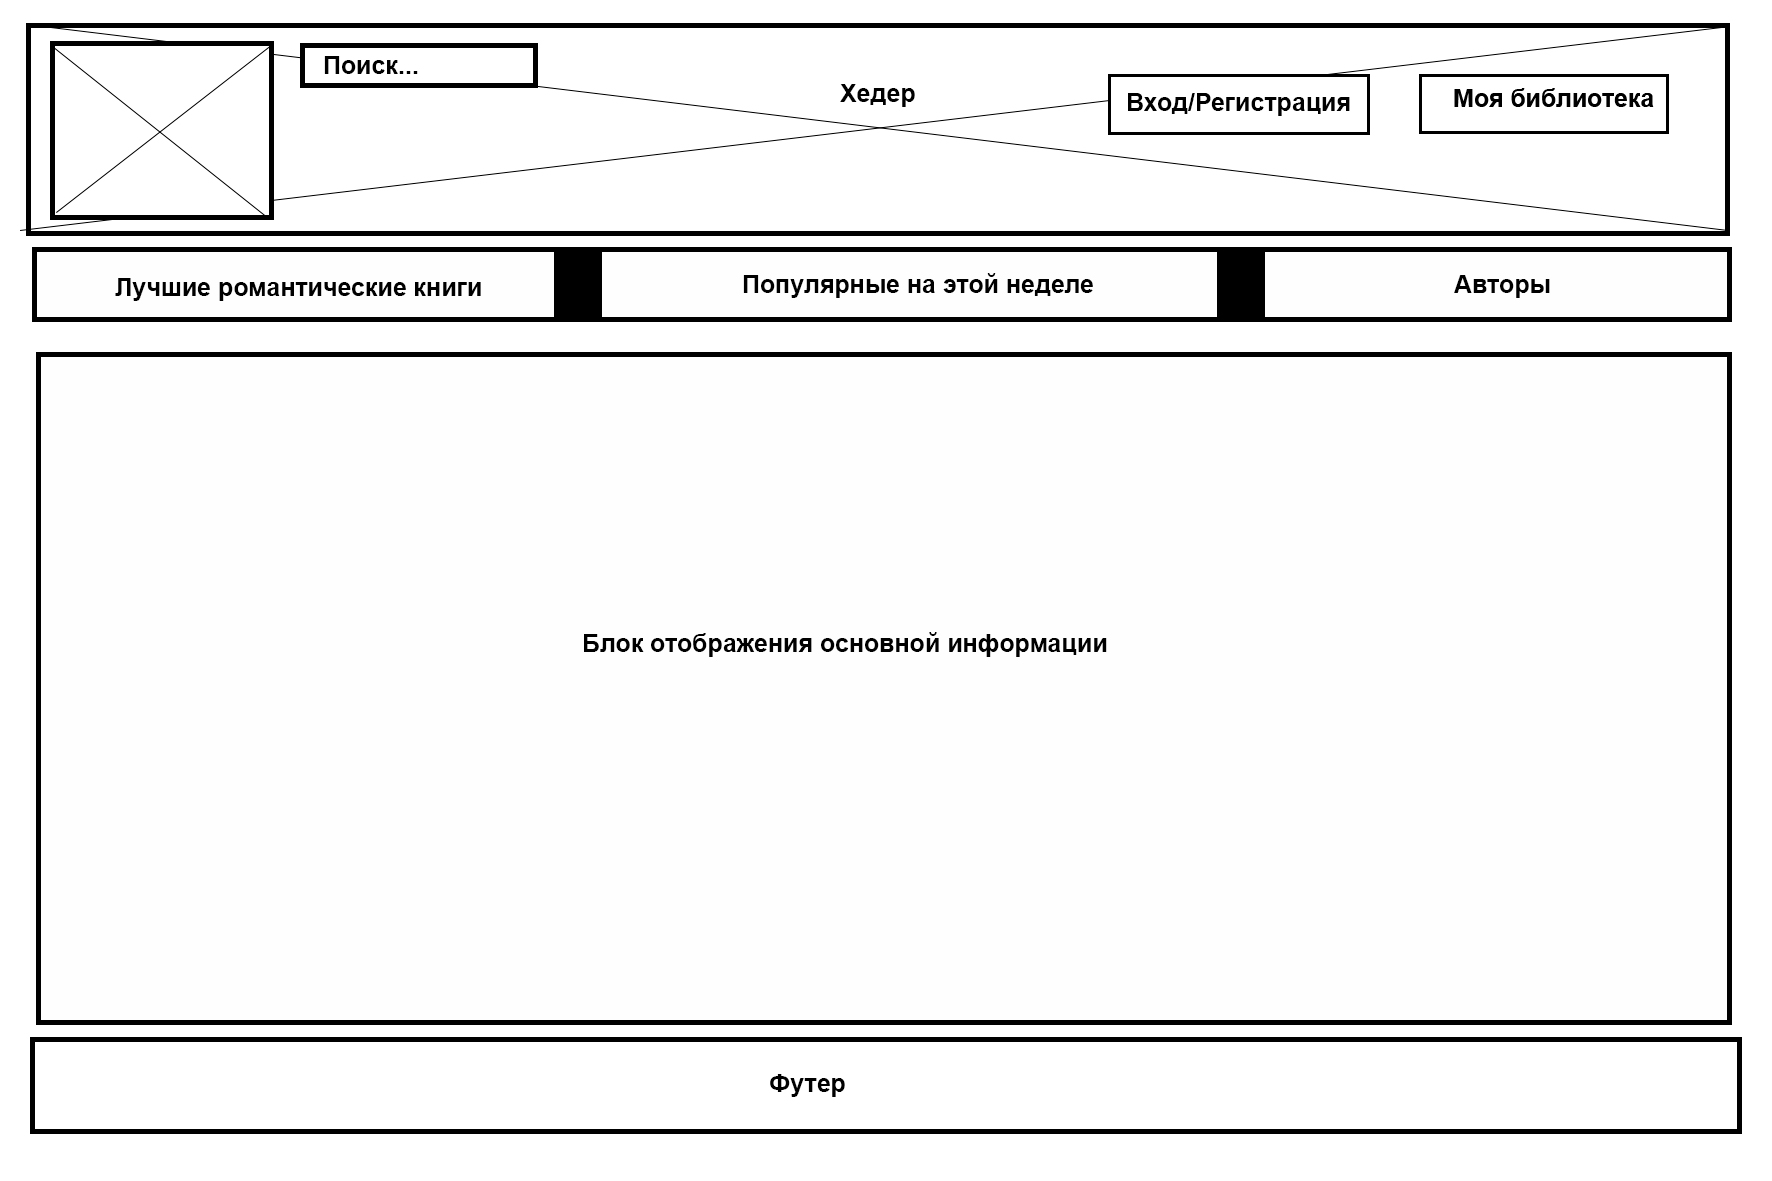 Поиск...
Хедер
Вход/Регистрация
Моя библиотека
Лучшие романтические книги
Популярные на этой неделе
Авторы
Блок отображения основной информации
Футер